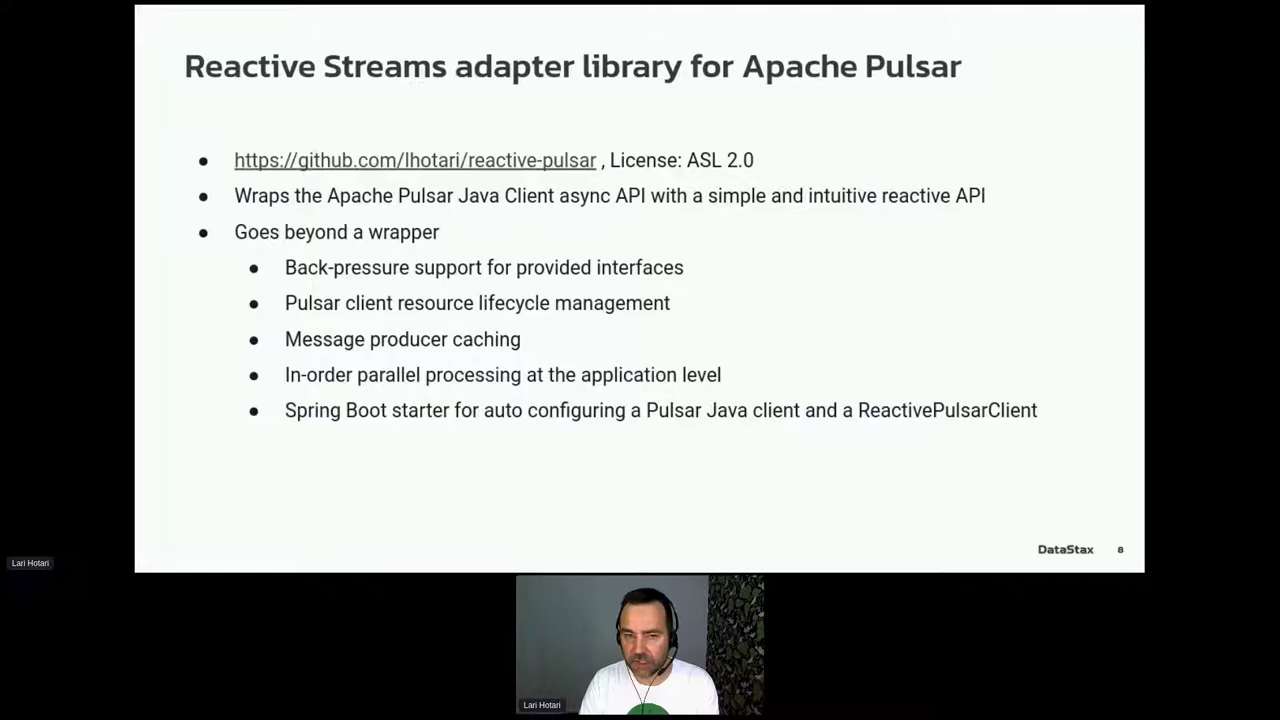 Reactive Streams adapter library for Apache Pulsar
● https://github.com/lhotari/reactive-pulsar , License: ASL 2.0
● Wraps the Apache Pulsar Java Client async API with a simple and intuitive reactive API
● Goes beyond a wrapper
● Back-pressure support for provided interfaces
● Pulsar client resource lifecycle management
● Message producer caching
● In-order parallel processing at the application level
● Spring Boot starter for auto configuring a Pulsar Java client and a ReactivePulsarClient
DataStax 8
Lari Hotari
Lari Hotari